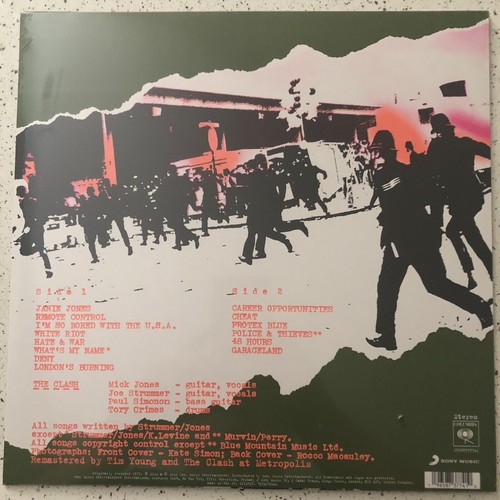 Side 1
JANIE JONES
REMOTE CONTROL
I'M SO BORED WITH THE U.S.A.
WHITE RIOT
HATE & WAR
WHAT'S MY NAME*
DENY
LONDON'S BURNING
Side 2
CAREER OPPORTUNITIES
CHEAT
PROTEX BLUE
POLICE & THIEVES**
48 HOURS
GARAGELAND
THE CLASH Mick Jones - guitar, vocals
Joe Strummer - guitar, vocals
Paul Simonon - bass guitar
Tory Crimes - drums
All songs written by Strummer/Jones
except* Strummer/Jones/K.Levine and** Murvin/Perry.
All songs copyright control except** Blue Mountain Music Ltd.
Photographs: Front Cover - Kate Simon; Back Cover - Rocco Macauley.
Remastered by Tim Young and The Clash at Metropolis
Stereo
SONY MUSIC